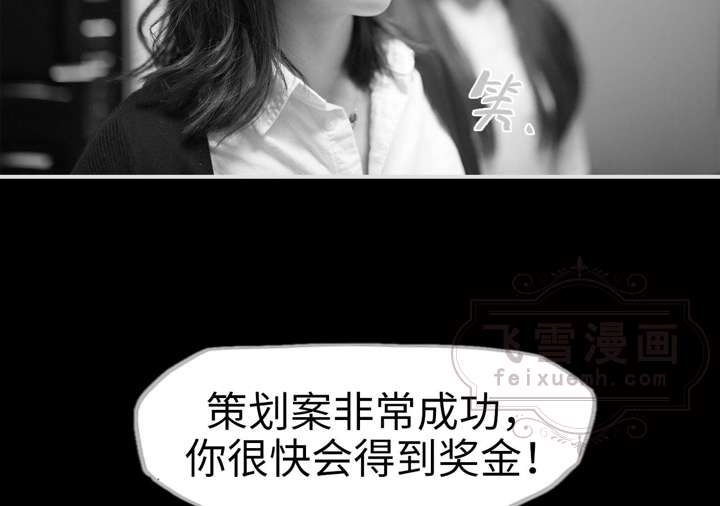 笑、
飞雪漫画
feixuemh.com
策划案非常成功，
你很快会得到奖金！